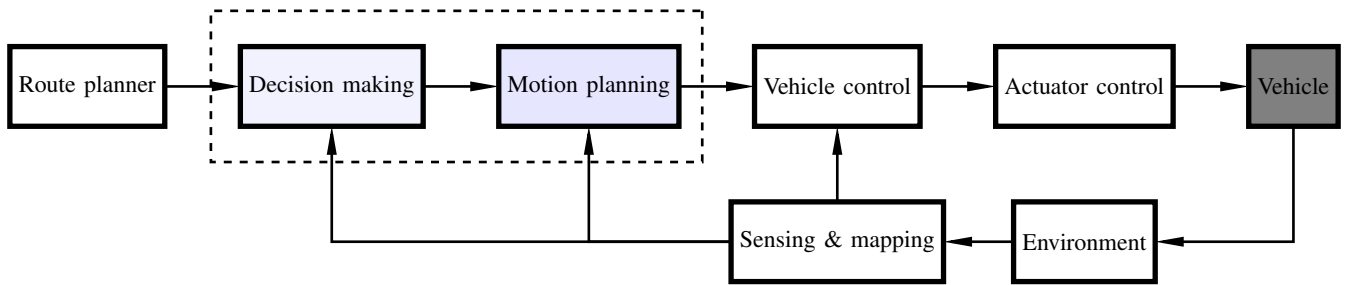 Route planner
Decision making
Motion planning
Vehicle control
Actuator control
Vehicle
Sensing & mapping
Environment